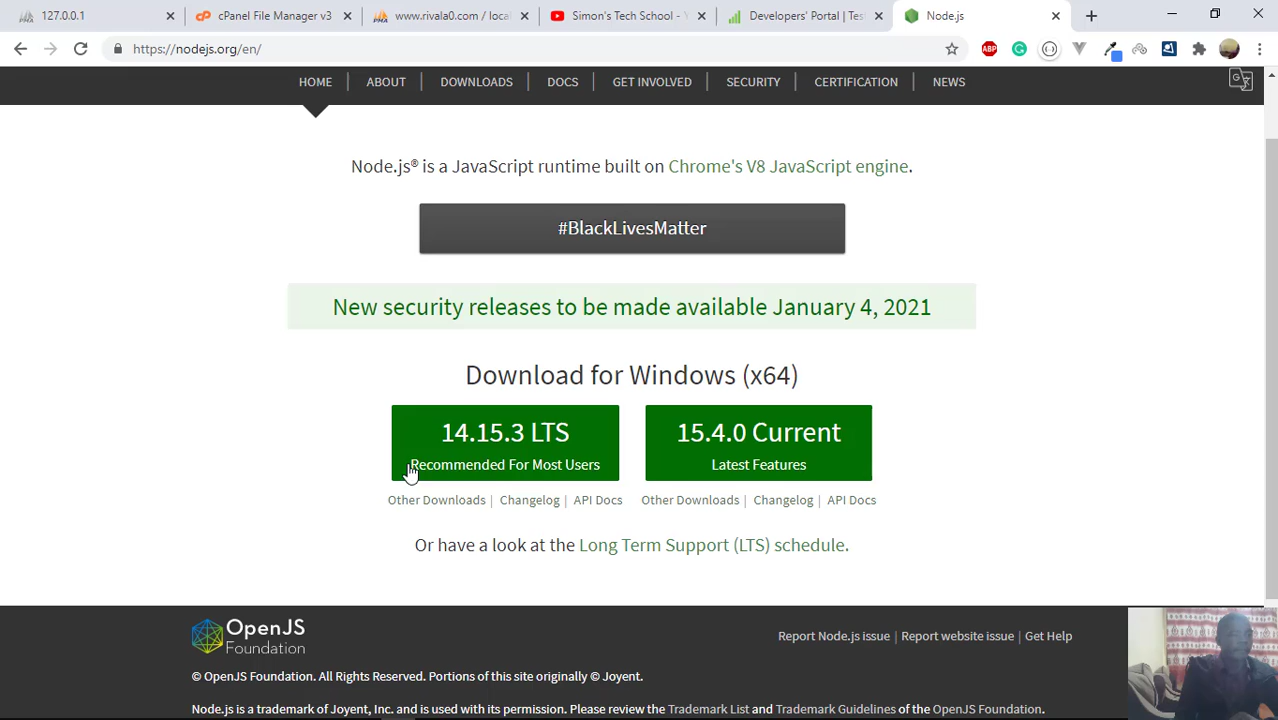 127.0.0.1
cPanel File Manager v3
www.rivala0.com / local
Simon's Tech School - Y
Developers' Portal | Tes
Node.js
https://nodejs.org/en/
ABP
HOME | ABOUT | DOWNLOADS | DOCS | GET INVOLVED | SECURITY | CERTIFICATION | NEWS
Node.js® is a JavaScript runtime built on Chrome's V8 JavaScript engine.
#BlackLivesMatter
New security releases to be made available January 4, 2021
Download for Windows (x64)
14.15.3 LTS
Recommended For Most Users
15.4.0 Current
Latest Features
Other Downloads | Changelog | API Docs
Other Downloads | Changelog | API Docs
Or have a look at the Long Term Support (LTS) schedule.
OpenJS
Foundation
Report Node.js issue | Report website issue | Get Help
© OpenJS Foundation. All Rights Reserved. Portions of this site originally © Joyent.
Node.js is a trademark of Joyent, Inc. and is used with its permission. Please review the Trademark List and Trademark Guidelines of the OpenJS Foundation.